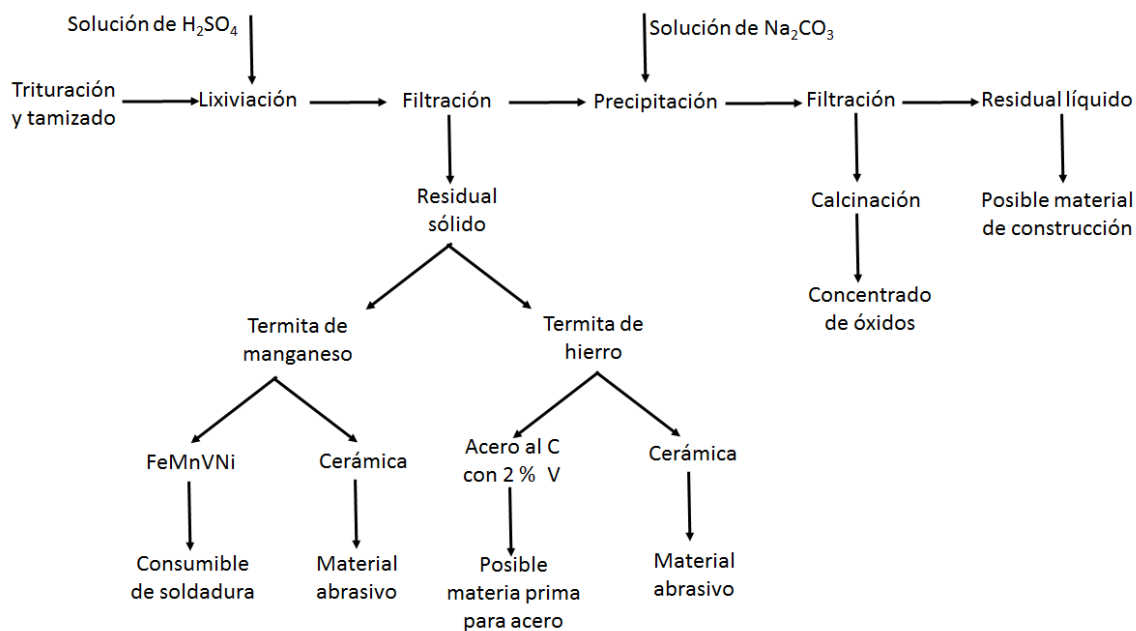 Solución de H₂SO₄
Solución de Na₂CO₃
Trituración
y tamizado
Lixiviación
Filtración
Precipitación
Filtración
Residual líquido
Residual
sólido
Calcinación
Posible material
de construcción
Concentrado
de óxidos
Termita de
manganeso
Termita de
hierro
FeMnVNi
Cerámica
Acero al C
con 2 % V
Cerámica
Consumible
de soldadura
Material
abrasivo
Posible
materia prima
para acero
Material
abrasivo